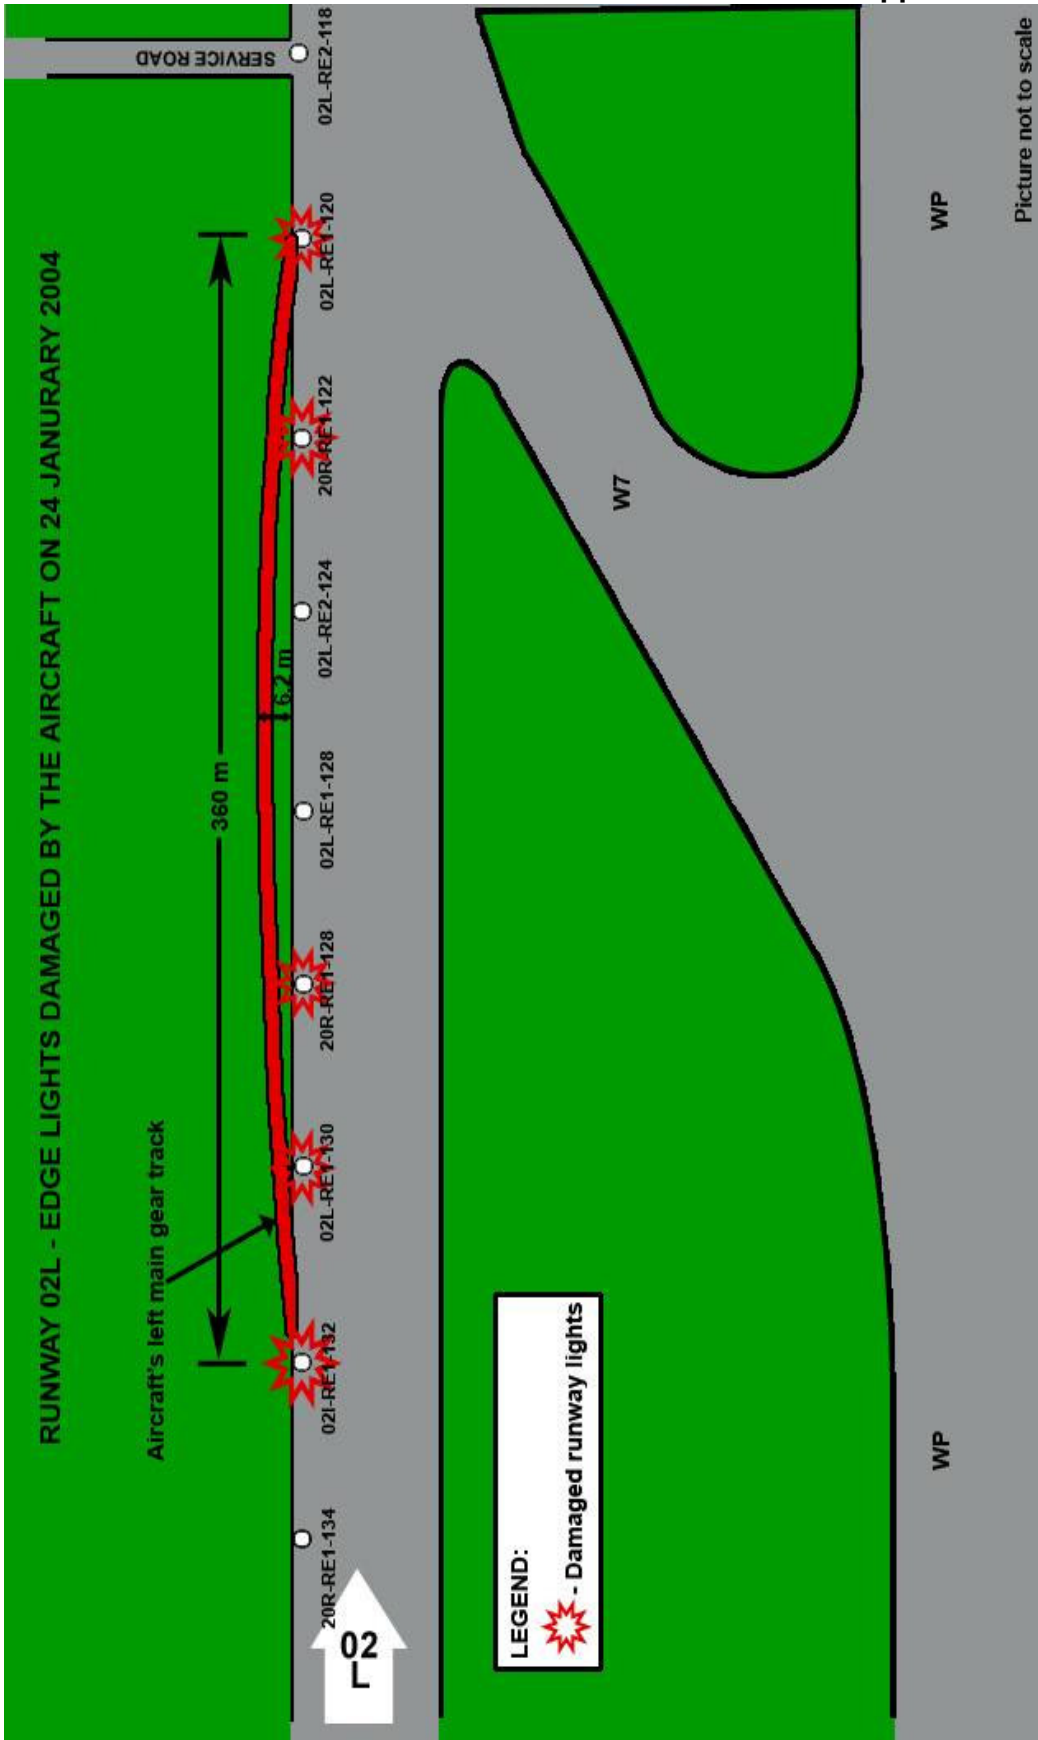 RUNWAY 02L - EDGE LIGHTS DAMAGED BY THE AIRCRAFT ON 24 JANURARY 2004
Aircraft's left main gear track
360 m
SERVICE ROAD
6.2 m
20R-RE1-134
02I-RE1-132
02L-RE1-130
20R-RE1-128
02L-RE1-128
02L-RE2-124
20R-RE1-122
02L-RE1-120
02L-RE2-118
02
L
LEGEND:
- Damaged runway lights
W7
WP
WP
Picture not to scale